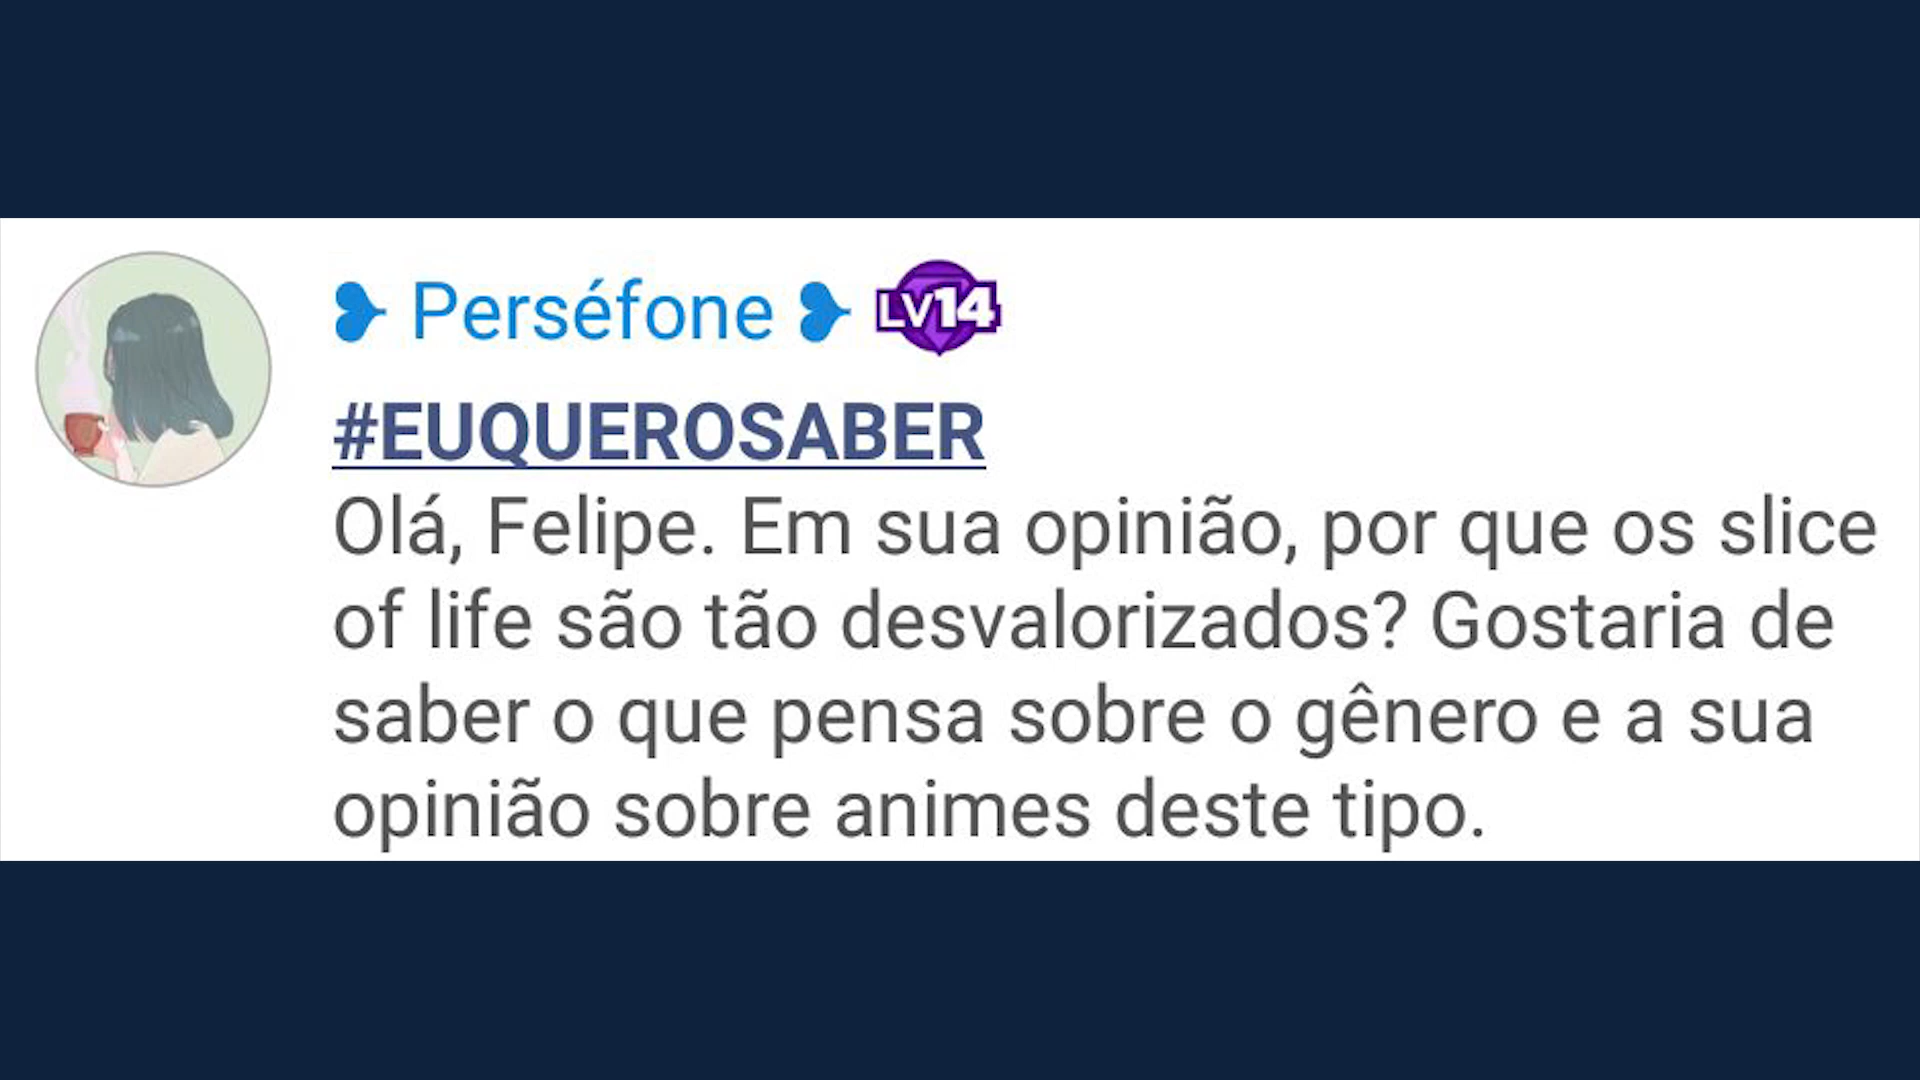 ❥ Perséfone ❥ LV14
#EUQUEROSABER
Olá, Felipe. Em sua opinião, por que os slice
of life são tão desvalorizados? Gostaria de
saber o que pensa sobre o gênero e a sua
opinião sobre animes deste tipo.